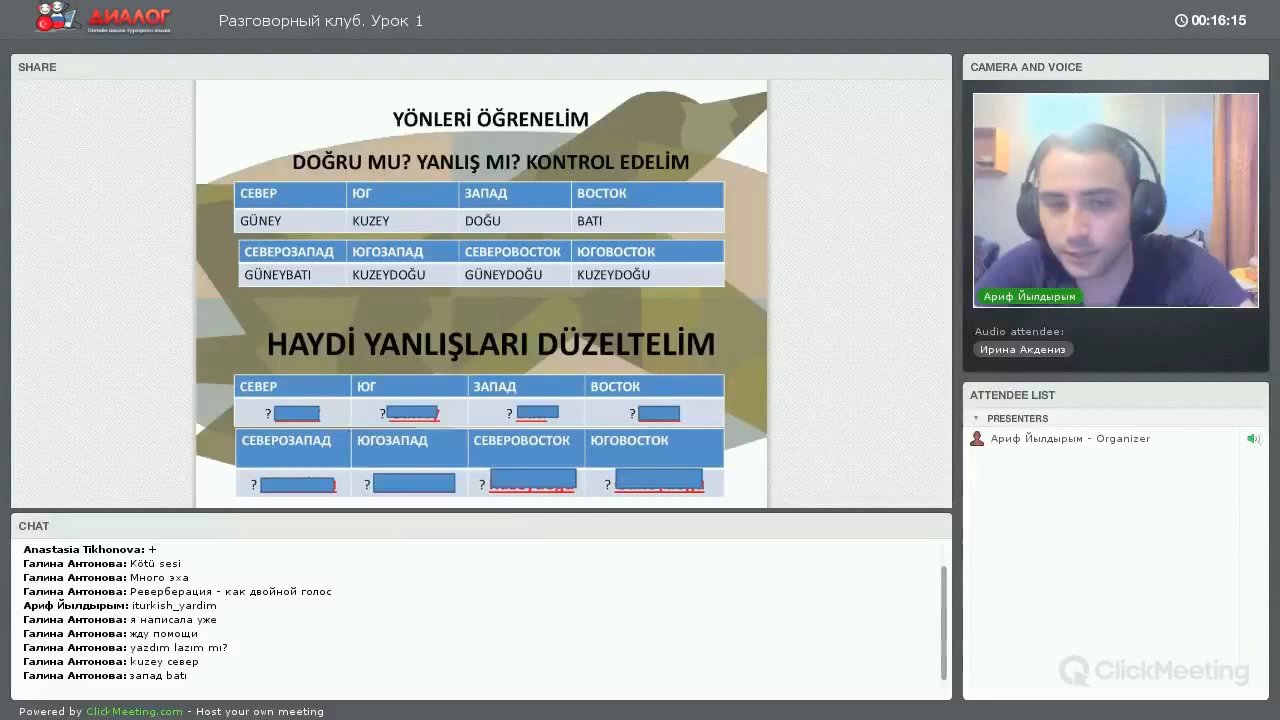 ДИАЛОГ
Онлайн школа турецкого языка
Разговорный клуб. Урок 1
00:16:15
SHARE
YÖNLERİ ÖĞRENELİM
DOĞRU MU? YANLIŞ MI? KONTROL EDELİM
СЕВЕР ЮГ ЗАПАД ВОСТОК
GÜNEY KUZEY DOĞU BATI
СЕВЕРОЗАПАД ЮГОЗАПАД СЕВЕРОВОСТОК ЮГОВОСТОК
GÜNEYBATI KUZEYDOĞU GÜNEYDOĞU KUZEYDOĞU
HAYDİ YANLIŞLARI DÜZELTELİM
СЕВЕР ЮГ ЗАПАД ВОСТОК
? ? ? ?
СЕВЕРОЗАПАД ЮГОЗАПАД СЕВЕРОВОСТОК ЮГОВОСТОК
? ? ? ?
CAMERA AND VOICE
Ариф Йылдырым
Audio attendee:
Ирина Акдениз
ATTENDEE LIST
PRESENTERS
Ариф Йылдырым - Organizer
CHAT
Anastasia Tikhonova: +
Галина Антонова: Kötü sesi
Галина Антонова: Много эха
Галина Антонова: Реверберация - как двойной голос
Ариф Йылдырым: iturkish_yardim
Галина Антонова: я написала уже
Галина Антонова: жду помощи
Галина Антонова: yazdım lazım mı?
Галина Антонова: kuzey север
Галина Антонова: запад batı
ClickMeeting
Powered by ClickMeeting.com - Host your own meeting